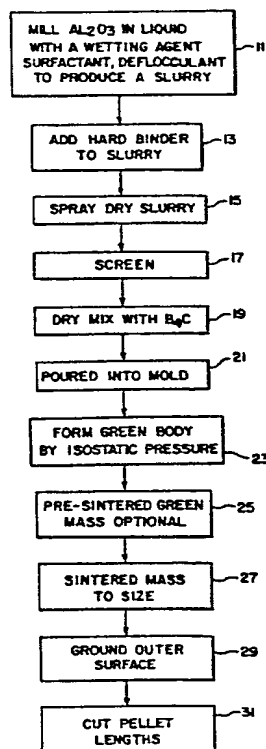 MILL Al2O3 IN LIQUID
WITH A WETTING AGENT
SURFACTANT, DEFLOCCULANT
TO PRODUCE A SLURRY
11
ADD HARD BINDER
TO SLURRY
13
SPRAY DRY SLURRY
15
SCREEN
17
DRY MIX WITH B4C
19
POURED INTO MOLD
21
FORM GREEN BODY
BY ISOSTATIC PRESSURE
23
PRE-SINTERED GREEN
MASS OPTIONAL
25
SINTERED MASS
TO SIZE
27
GROUND OUTER
SURFACE
29
CUT PELLET
LENGTHS
31